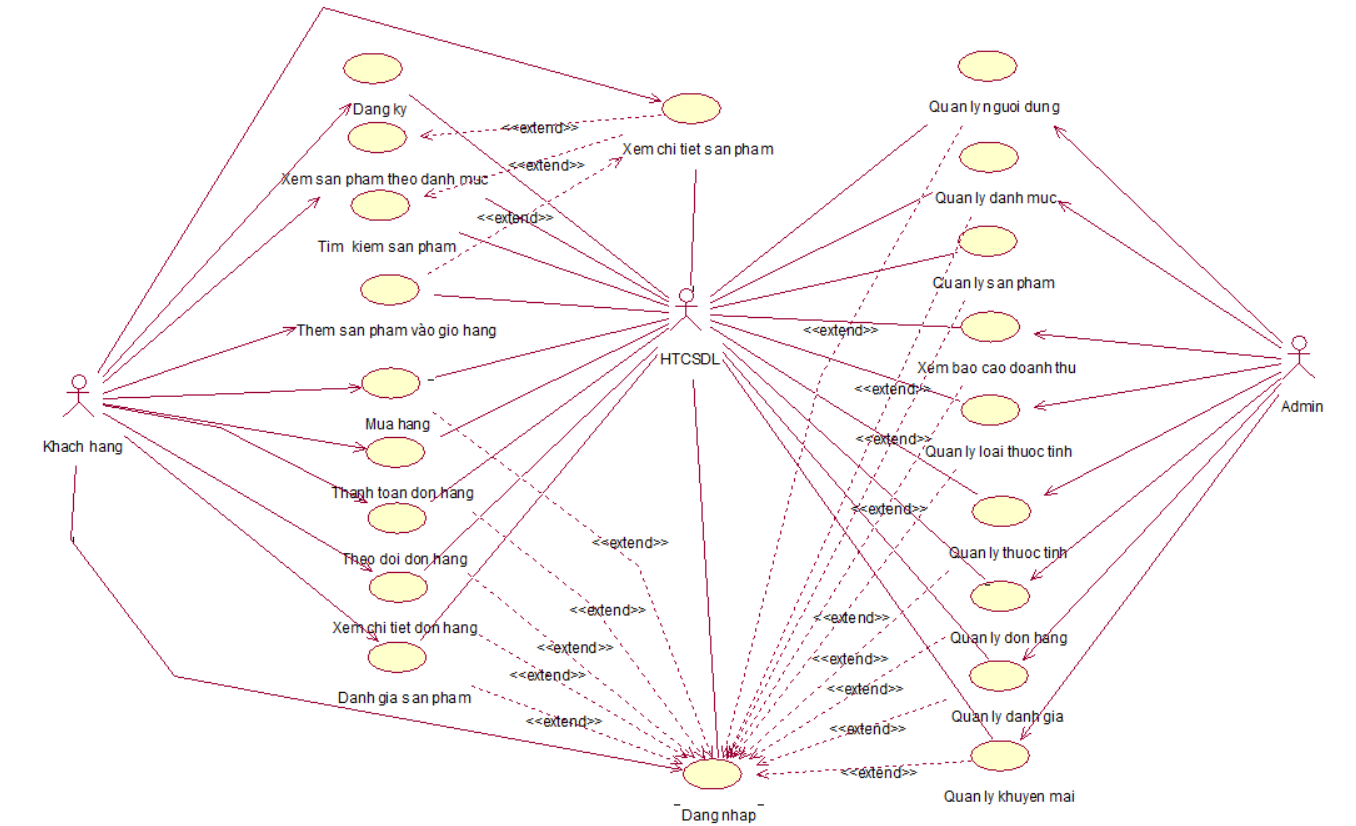 Dang ky
<<extend>>
Xem chi tiet san pham
Xem san pham theo danh muc
<<extend>>
<<extend>>
Tim kiem san pham
Them san pham vào gio hang
Mua hang
Thanh toan don hang
Theo doi don hang
Xem chi tiet don hang
Danh gia san pham
Khach hang
HTCSDL
Admin
Quan ly nguoi dung
Quan ly danh muc
Quan ly san pham
Xem bao cao doanh thu
Quan ly loai thuoc tinh
Quan ly thuoc tinh
Quan ly don hang
Quan ly danh gia
Quan ly khuyen mai
<<extend>>
<<extend>>
<<extend>>
<<extend>>
<<extend>>
<<extend>>
<<extend>>
<<extend>>
<<extend>>
<<extend>>
<<extend>>
<<extend>>
<<extend>>
<<extend>>
Dang nhap